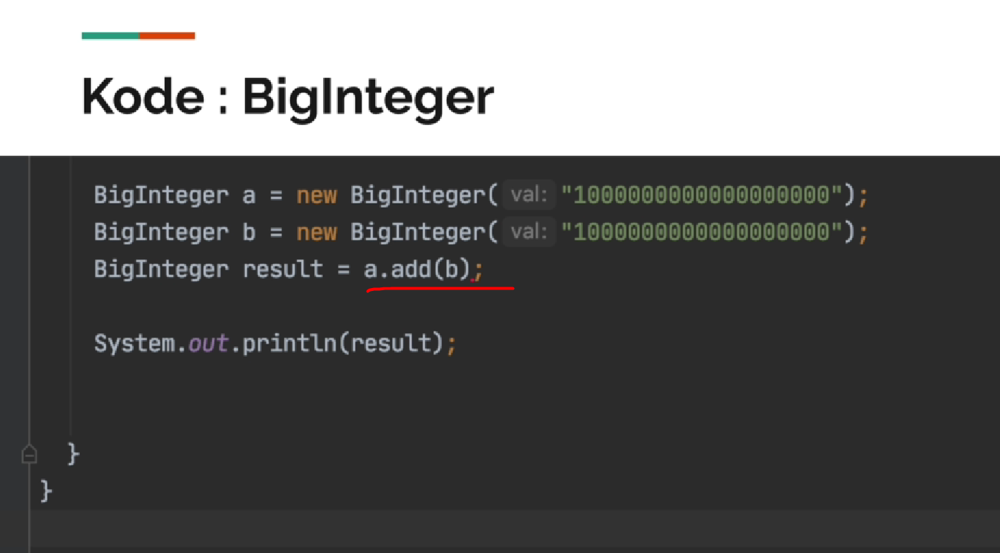 Kode : BigInteger
BigInteger a = new BigInteger( val: "1000000000000000000");
BigInteger b = new BigInteger( val: "1000000000000000000");
BigInteger result = a.add(b);
System.out.println(result);
}
}